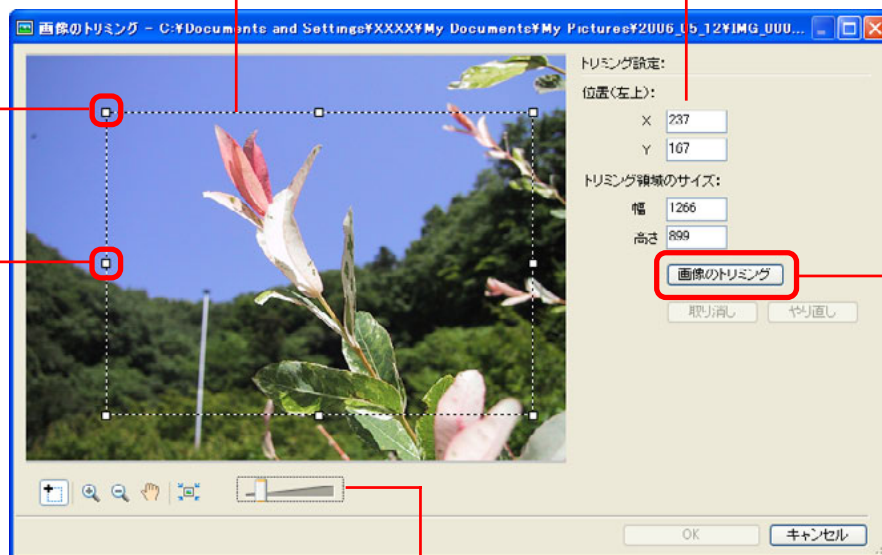 画像のトリミング - C:¥Documents and Settings¥XXXX¥My Documents¥My Pictures¥2006_05_12¥IMG_000...
トリミング設定:
位置(左上):
X 237
Y 167
トリミング領域のサイズ:
幅 1266
高さ 899
画像のトリミング
取り消し やり直し
OK キャンセル